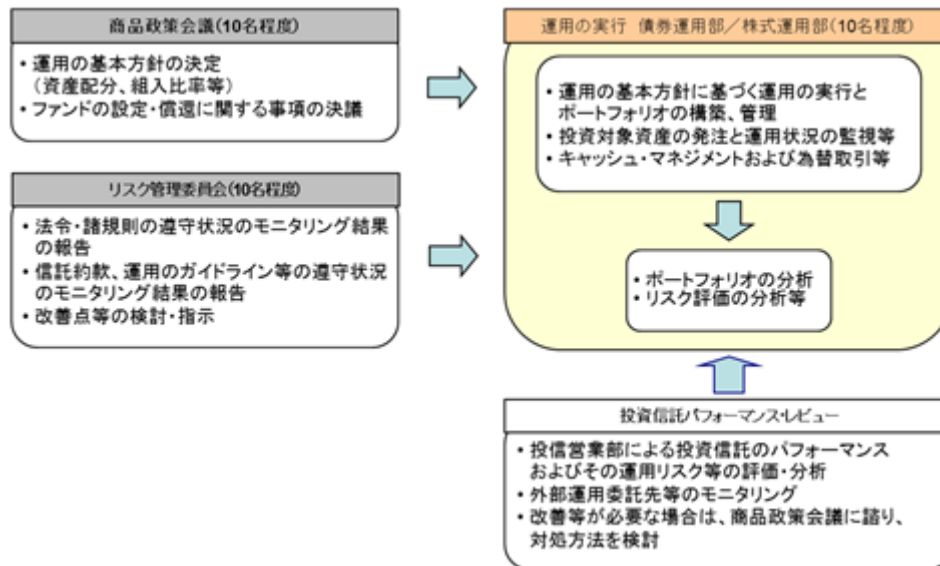 商品政策会議(10名程度)
・運用の基本方針の決定
(資産配分、組入比率等)
・ファンドの設定・償還に関する事項の決議
リスク管理委員会(10名程度)
・法令・諸規則の遵守状況のモニタリング結果
の報告
・信託約款、運用のガイドライン等の遵守状況
のモニタリング結果の報告
・改善点等の検討・指示
運用の実行 債券運用部/株式運用部(10名程度)
・運用の基本方針に基づく運用の実行と
ポートフォリオの構築、管理
・投資対象資産の発注と運用状況の監視等
・キャッシュ・マネジメントおよび為替取引等
・ポートフォリオの分析
・リスク評価の分析等
投資信託パフォーマンス・レビュー
・投信営業部による投資信託のパフォーマンス
およびその運用リスク等の評価・分析
・外部運用委託先等のモニタリング
・改善等が必要な場合は、商品政策会議に諮り、
対処方法を検討